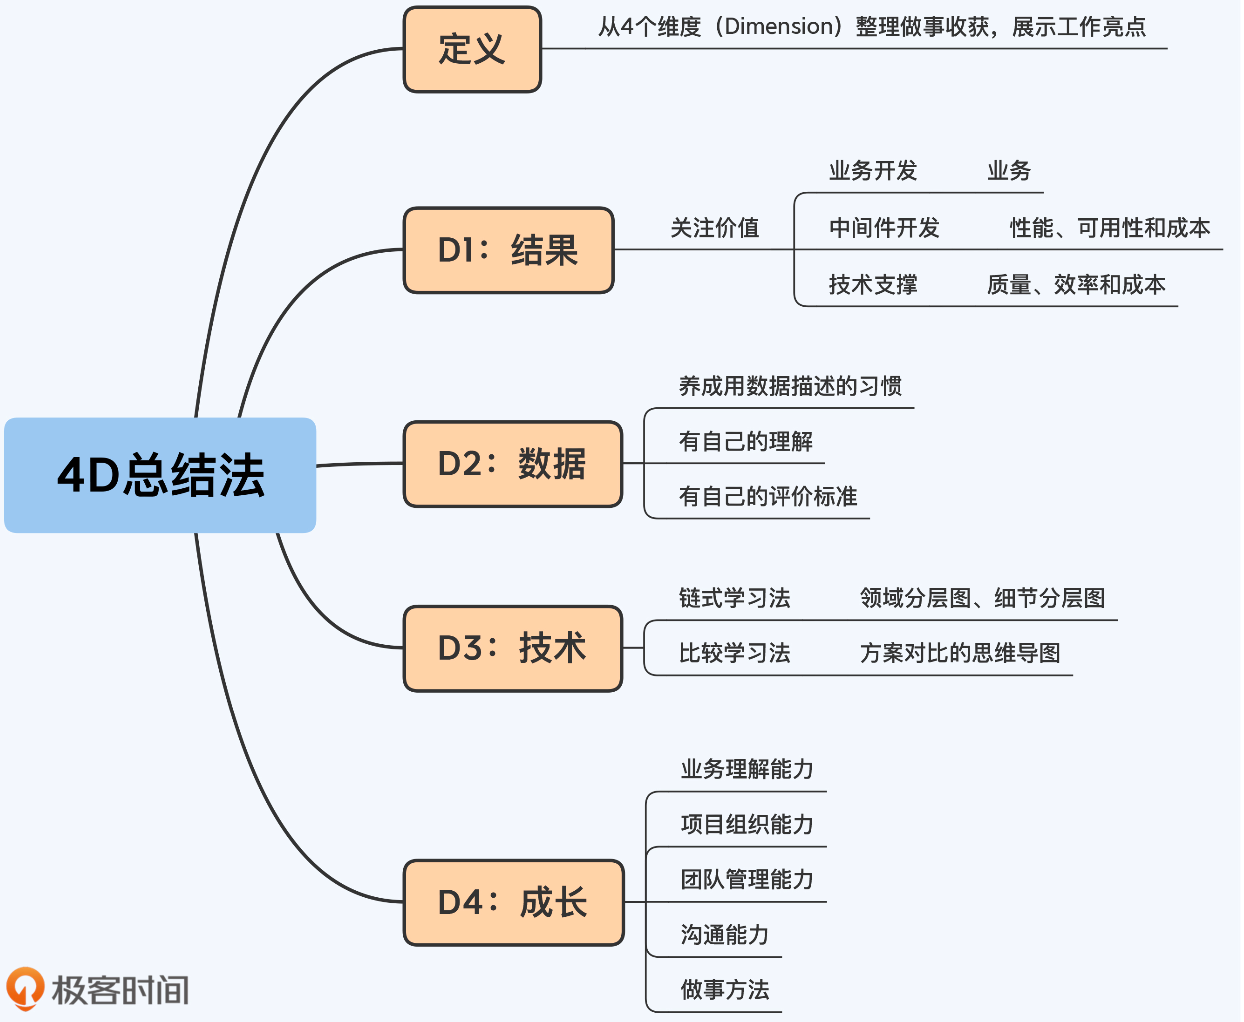 定义
从4个维度（Dimension）整理做事收获，展示工作亮点
D1：结果
关注价值
业务开发
业务
中间件开发
性能、可用性和成本
技术支撑
质量、效率和成本
4D总结法
D2：数据
养成用数据描述的习惯
有自己的理解
有自己的评价标准
D3：技术
链式学习法
领域分层图、细节分层图
比较学习法
方案对比的思维导图
D4：成长
业务理解能力
项目组织能力
团队管理能力
沟通能力
做事方法
极客时间